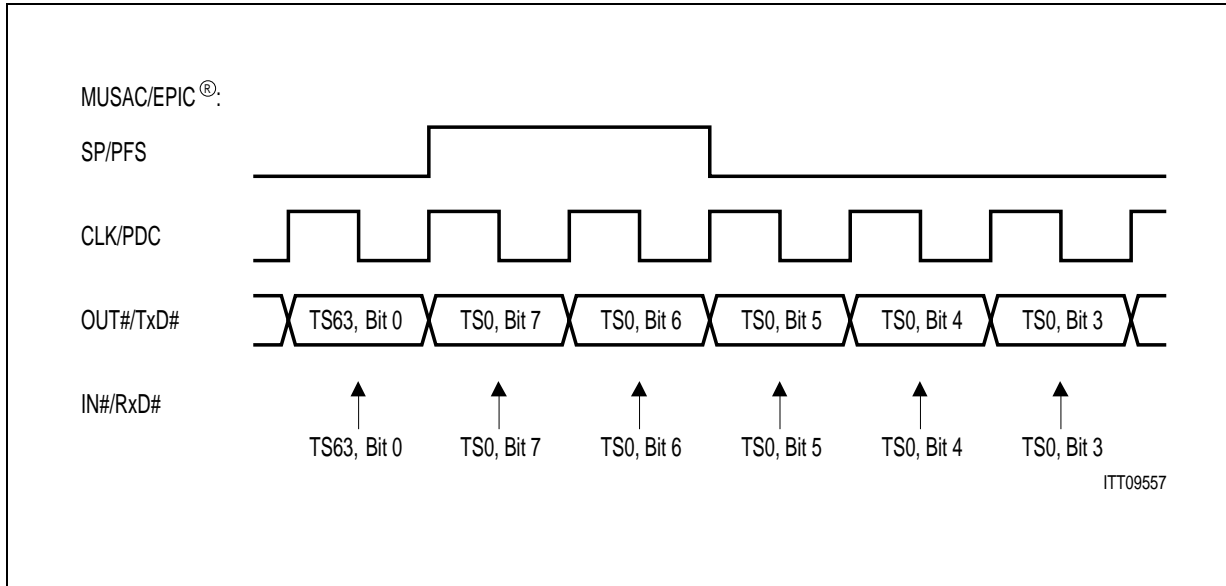 MUSAC/EPIC ®:
SP/PFS
CLK/PDC
OUT#/TxD#
TS63, Bit 0
TS0, Bit 7
TS0, Bit 6
TS0, Bit 5
TS0, Bit 4
TS0, Bit 3
IN#/RxD#
TS63, Bit 0
TS0, Bit 7
TS0, Bit 6
TS0, Bit 5
TS0, Bit 4
TS0, Bit 3
ITT09557